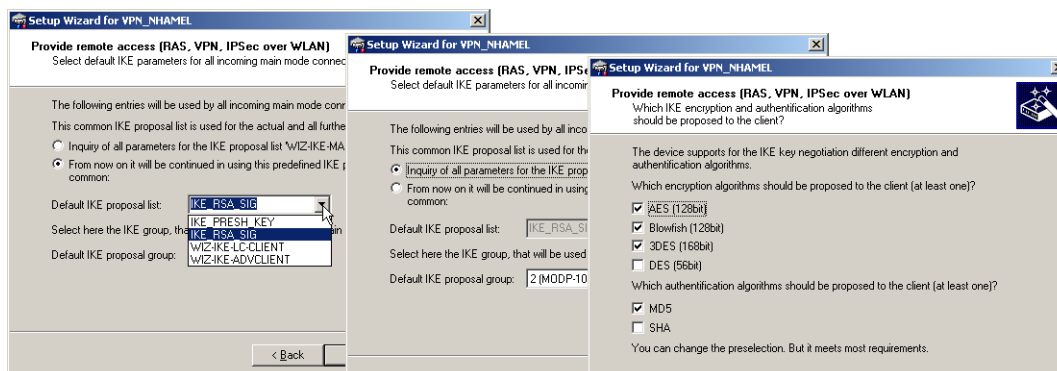 Setup Wizard for VPN_NHAMEL
Provide remote access (RAS, VPN, IPSec over WLAN)
Select default IKE parameters for all incoming main mode connec
The following entries will be used by all incoming main mode conr
This common IKE proposal list is used for the actual and all furthe
Inquiry of all parameters for the IKE proposal list 'WIZ-IKE-MA
From now on it will be continued in using this predefined IKE p
common:
Default IKE proposal list: IKE_RSA_SIG
IKE_PRESH_KEY
IKE_RSA_SIG
WIZ-IKE-LC-CLIENT
WIZ-IKE-ADVCLIENT
Select here the IKE group, tha ain
Default IKE proposal group:
< Back
Setup Wizard for VPN_NHAMEL
Provide remote access (RAS, VPN, IPSe
Select default IKE parameters for all incomin
The following entries will be used by all inco
This common IKE proposal list is used for th
Inquiry of all parameters for the IKE prop
From now on it will be continued in using
common:
Default IKE proposal list: IKE_RSA_SI
Select here the IKE group, that will be used
Default IKE proposal group: 2 (MODP-10
Setup Wizard for VPN_NHAMEL
Provide remote access (RAS, VPN, IPSec over WLAN)
Which IKE encryption and authentification algorithms
should be proposed to the client?
The device supports for the IKE key negotiation different encryption and
authentification algorithms.
Which encryption algorithms should be proposed to the client (at least one)?
AES (128bit)
Blowfish (128bit)
3DES (168bit)
DES (56bit)
Which authentification algorithms should be proposed to the client (at least one)?
MD5
SHA
You can change the preselection. But it meets most requirements.